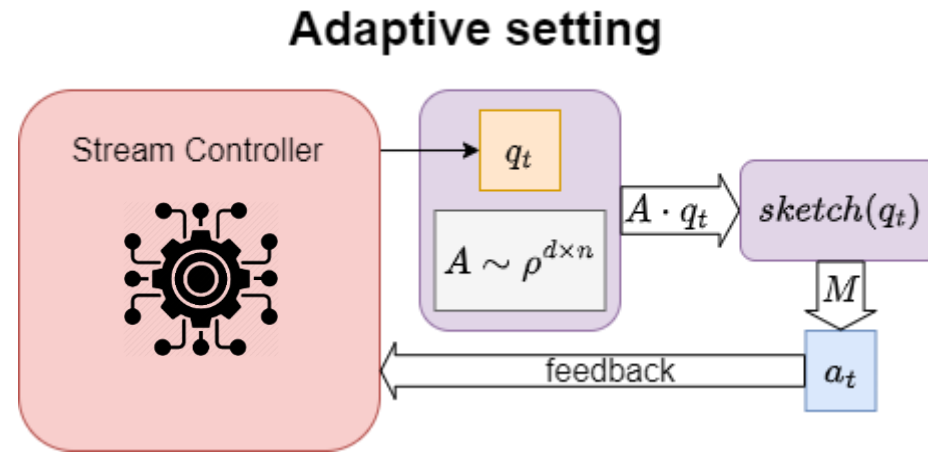 Adaptive setting
Stream Controller
q_t
A ∼ ρ^{d×n}
A · q_t
sketch(q_t)
M
a_t
feedback